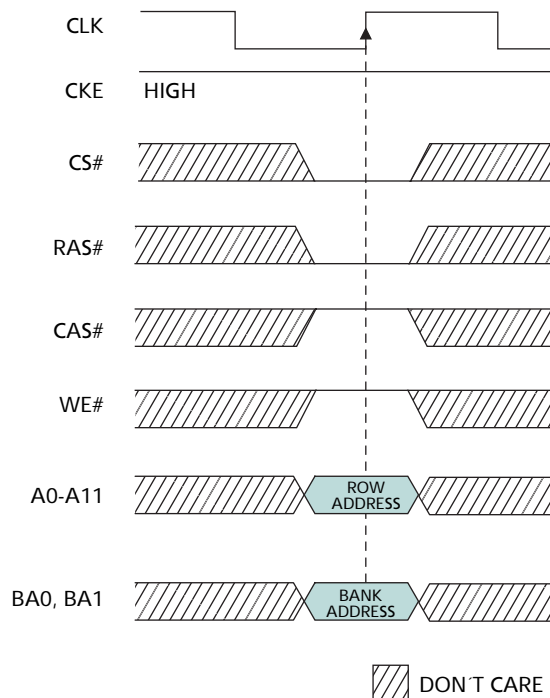 CLK
CKE HIGH
CS#
RAS#
CAS#
WE#
A0-A11 ROW
ADDRESS
BA0, BA1 BANK
ADDRESS
DON´T CARE